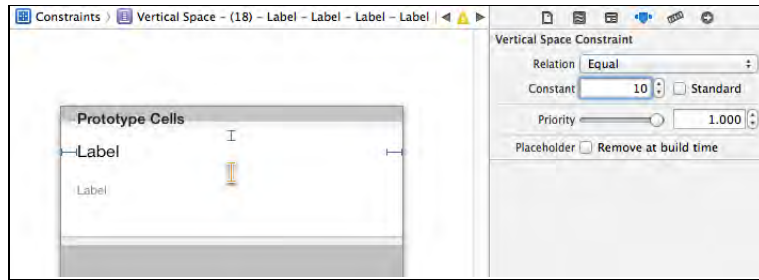 Constraints 〉 Vertical Space - (18) - Label - Label - Label - Label
Vertical Space Constraint
Relation Equal
Constant 10 Standard
Priority 1.000
Placeholder Remove at build time
Prototype Cells
Label
Label